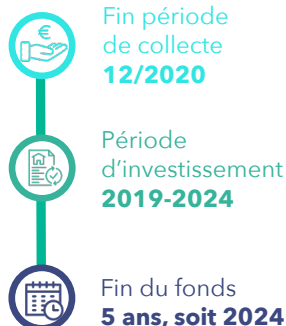 €
Fin période
de collecte
12/2020
Période
d'investissement
2019-2024
Fin du fonds
5 ans, soit 2024